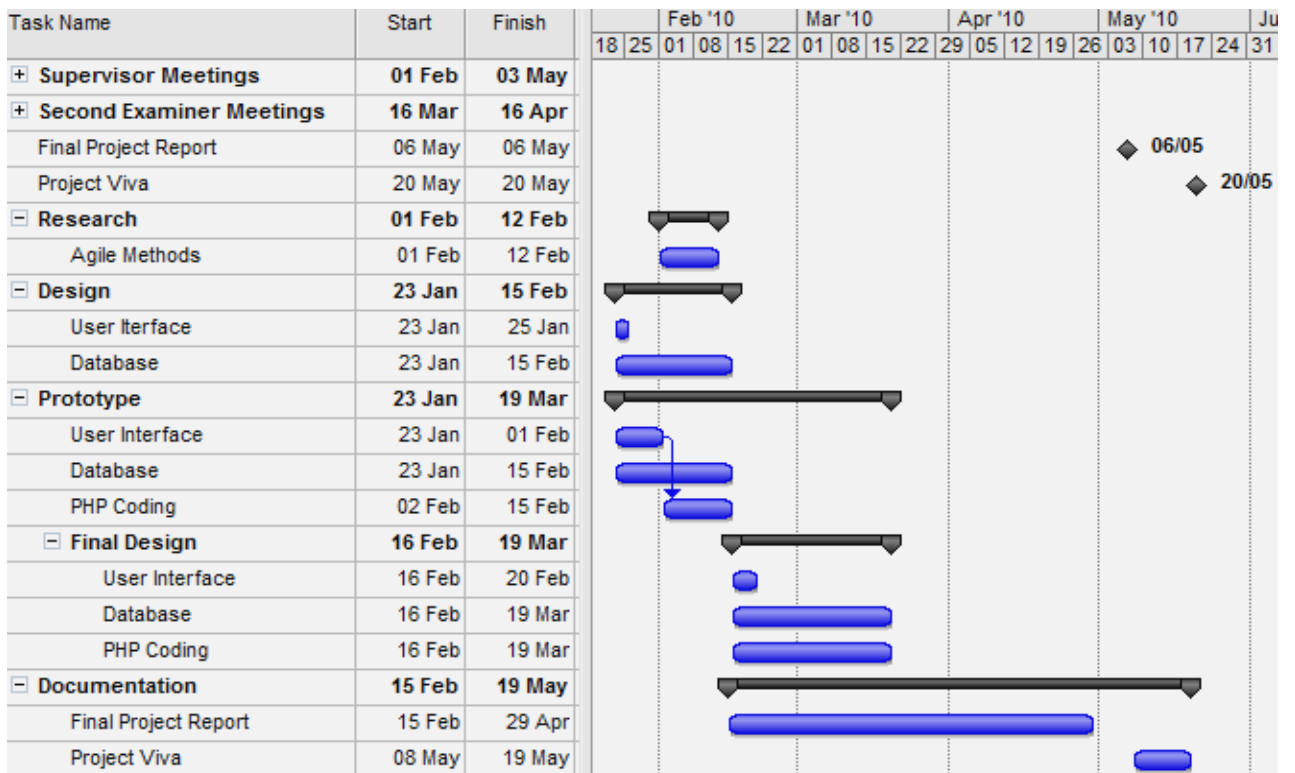 Task Name Start Finish Feb '10 Mar '10 Apr '10 May '10 Ju
18 25 01 08 15 22 01 08 15 22 29 05 12 19 26 03 10 17 24 31
Supervisor Meetings 01 Feb 03 May
Second Examiner Meetings 16 Mar 16 Apr
Final Project Report 06 May 06 May 06/05
Project Viva 20 May 20 May 20/05
Research 01 Feb 12 Feb
Agile Methods 01 Feb 12 Feb
Design 23 Jan 15 Feb
User Iterface 23 Jan 25 Jan
Database 23 Jan 15 Feb
Prototype 23 Jan 19 Mar
User Interface 23 Jan 01 Feb
Database 23 Jan 15 Feb
PHP Coding 02 Feb 15 Feb
Final Design 16 Feb 19 Mar
User Interface 16 Feb 20 Feb
Database 16 Feb 19 Mar
PHP Coding 16 Feb 19 Mar
Documentation 15 Feb 19 May
Final Project Report 15 Feb 29 Apr
Project Viva 08 May 19 May